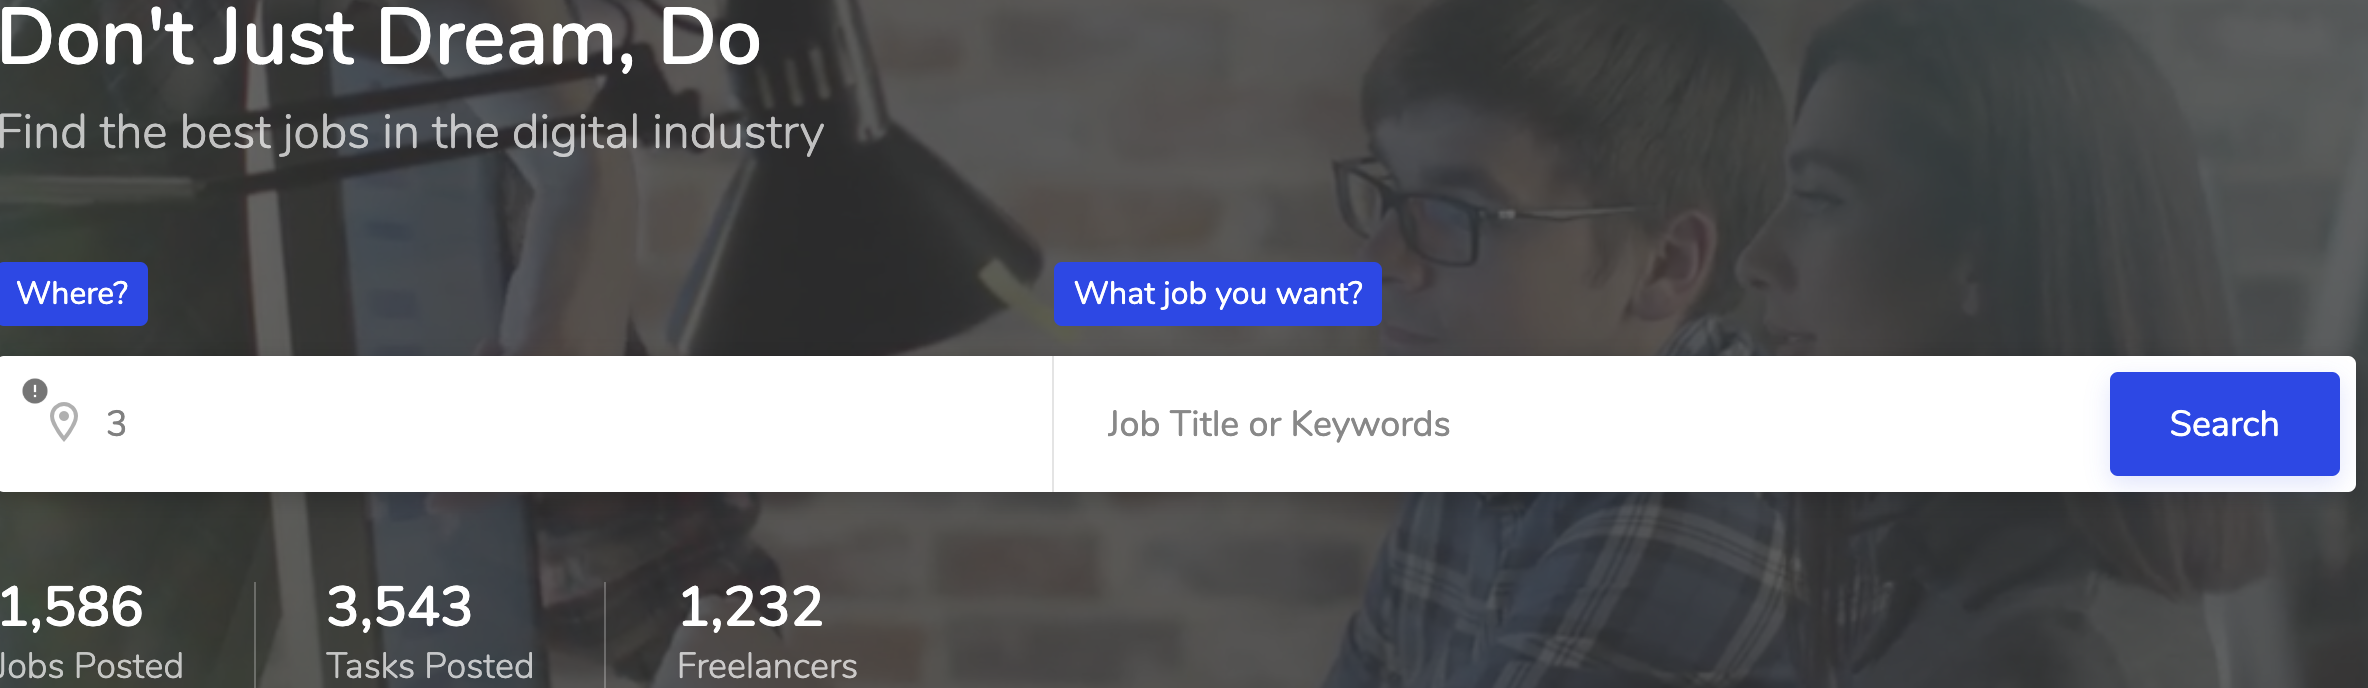 Don't Just Dream, Do
Find the best jobs in the digital industry
Where?
What job you want?
3
Job Title or Keywords
Search
1,586
3,543
1,232
Jobs Posted
Tasks Posted
Freelancers